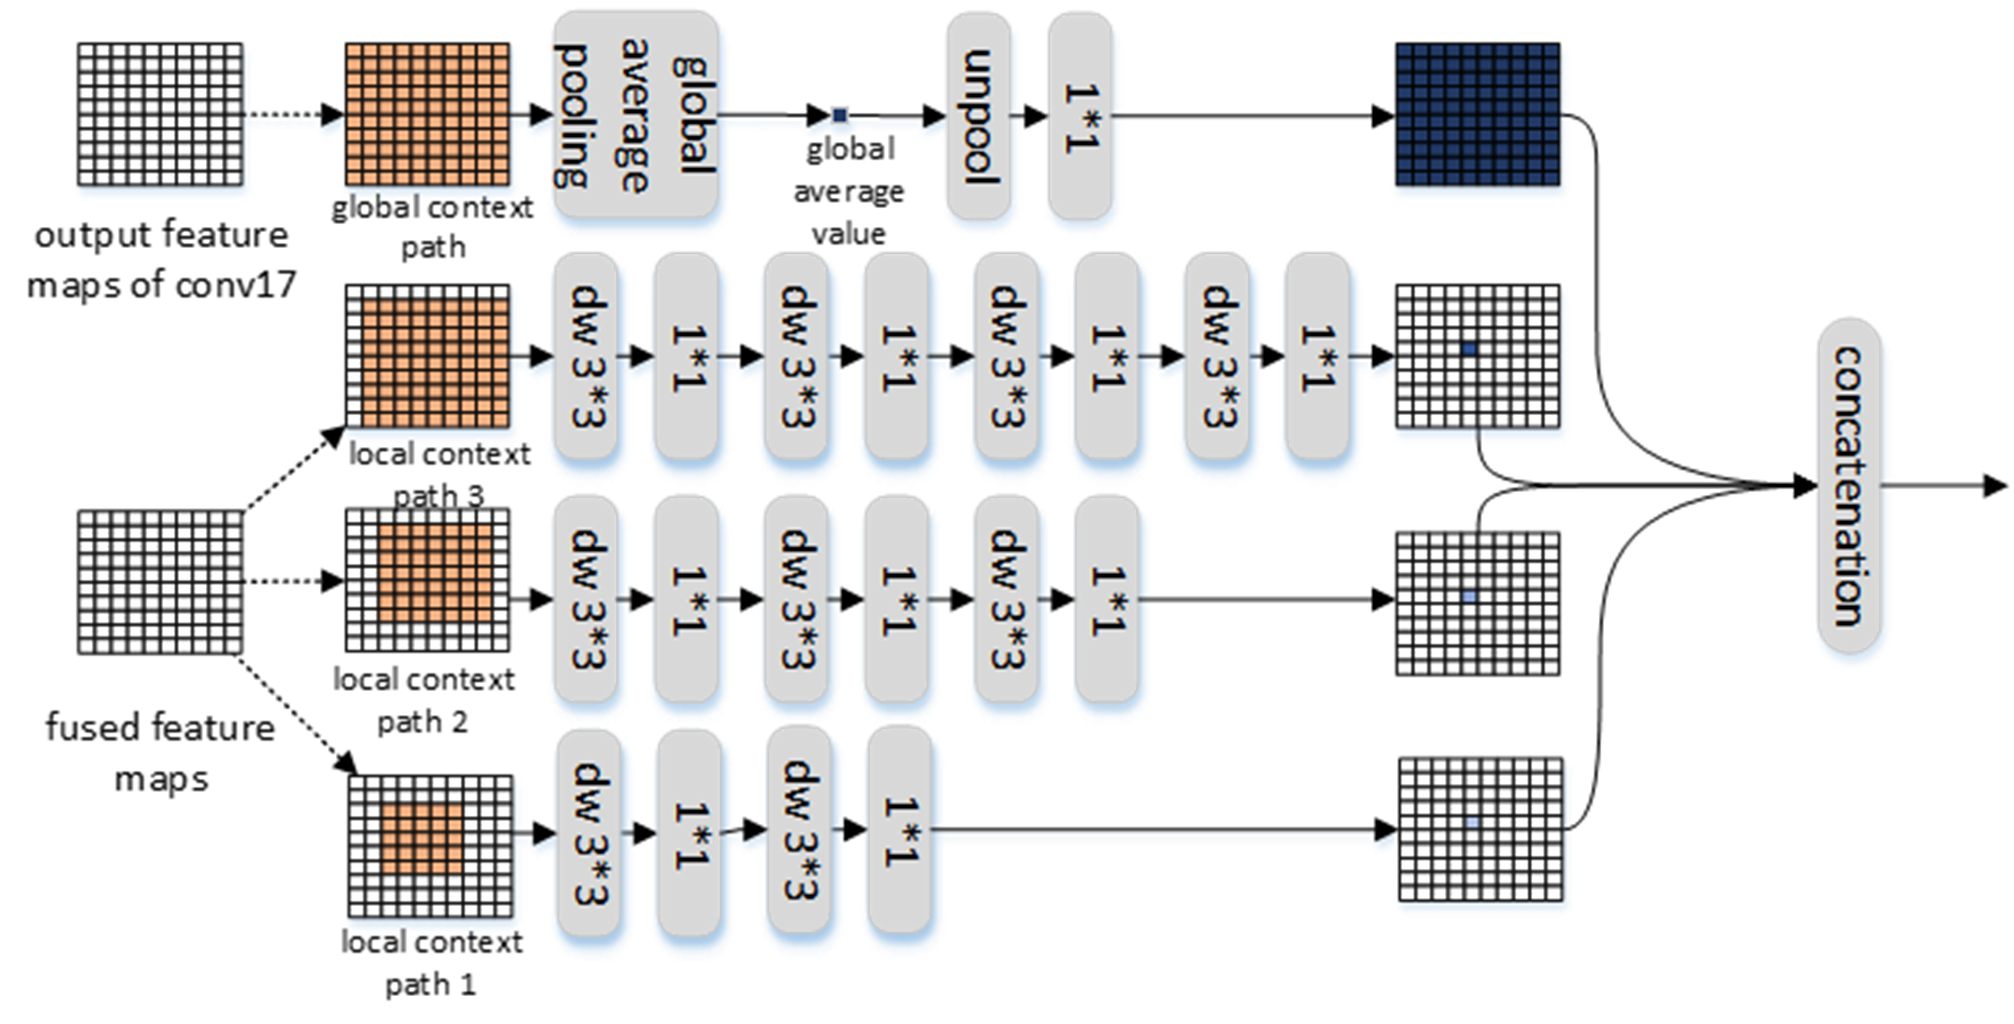 output feature
maps of conv17
global context
path
global
average
pooling
global
average
value
unpool
1*1
local context
path 3
dw 3*3
1*1
dw 3*3
1*1
dw 3*3
1*1
dw 3*3
1*1
fused feature
maps
local context
path 2
dw 3*3
1*1
dw 3*3
1*1
dw 3*3
1*1
local context
path 1
dw 3*3
1*1
dw 3*3
1*1
concatenation